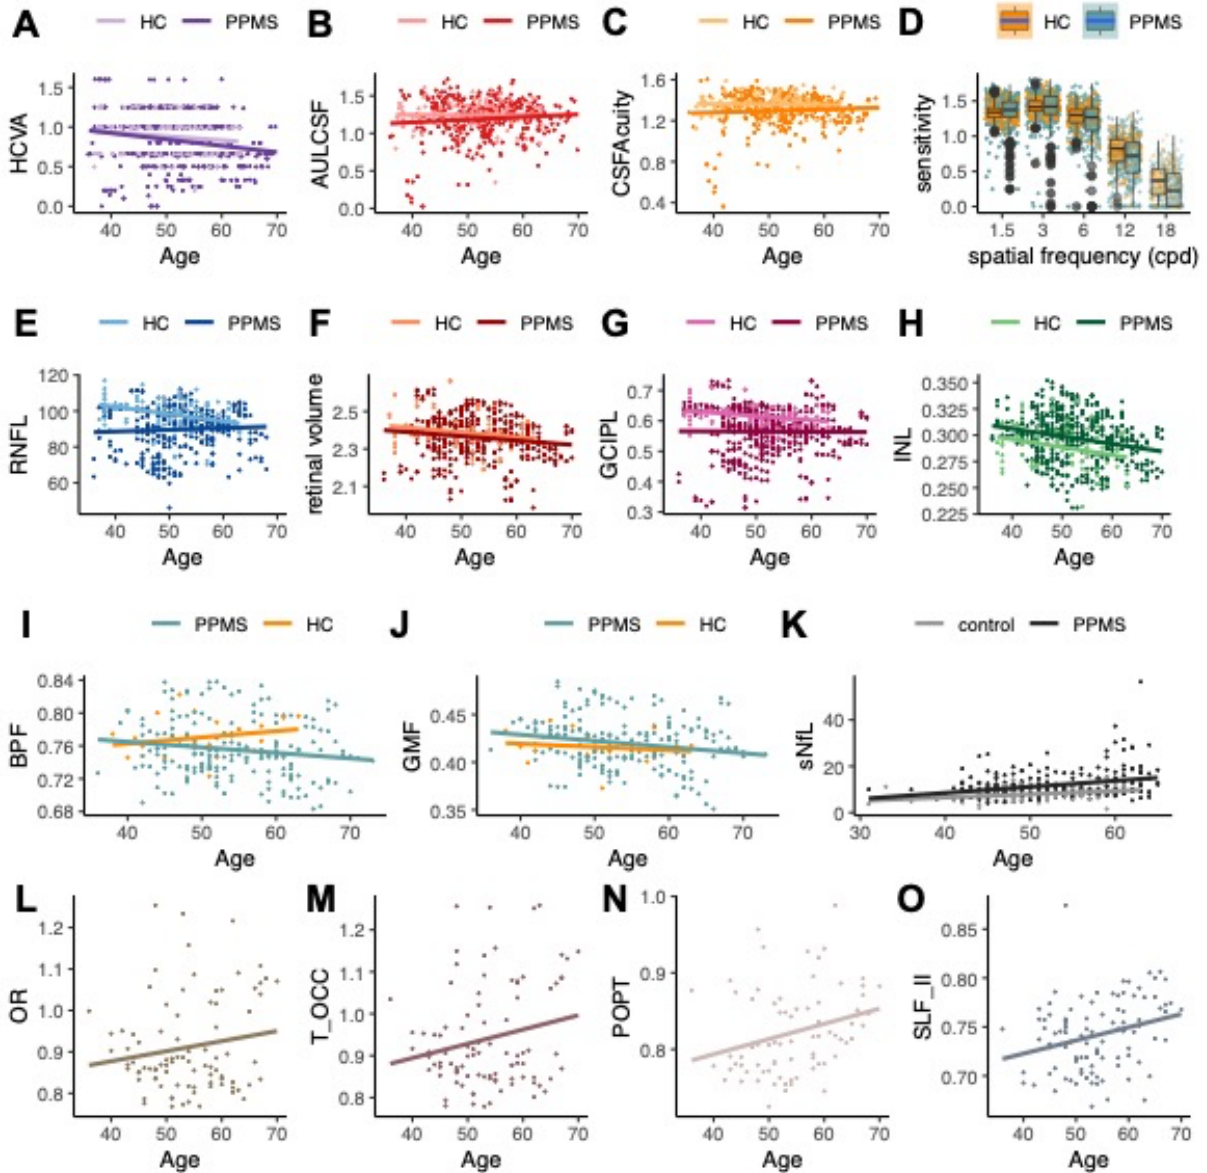 A HC PPMS B HC PPMS C HC PPMS D HC PPMS
HCVA
1.5
1.0
0.5
0.0
40 50 60 70
Age
AULCSF
1.5
1.0
0.5
0.0
40 50 60 70
Age
CSFAcuity
1.6
1.2
0.8
0.4
40 50 60 70
Age
sensitivity
1.5
1.0
0.5
0.0
1.5 3 6 12 18
spatial frequency (cpd)
E HC PPMS F HC PPMS G HC PPMS H HC PPMS
RNFL
120
100
80
60
40 50 60 70
Age
retinal volume
2.5
2.3
2.1
40 50 60 70
Age
GCIPL
0.7
0.6
0.5
0.4
0.3
40 50 60 70
Age
INL
0.350
0.325
0.300
0.275
0.250
0.225
40 50 60 70
Age
I PPMS HC J PPMS HC K control PPMS
BPF
0.84
0.80
0.76
0.72
0.68
40 50 60 70
Age
GMF
0.45
0.40
0.35
40 50 60 70
Age
sNfL
40
20
0
30 40 50 60
Age
L M N O
OR
1.2
1.1
1.0
0.9
0.8
40 50 60 70
Age
T_OCC
1.2
1.1
1.0
0.9
0.8
40 50 60 70
Age
POPT
1.0
0.9
0.8
40 50 60 70
Age
SLF_II
0.85
0.80
0.75
0.70
40 50 60 70
Age